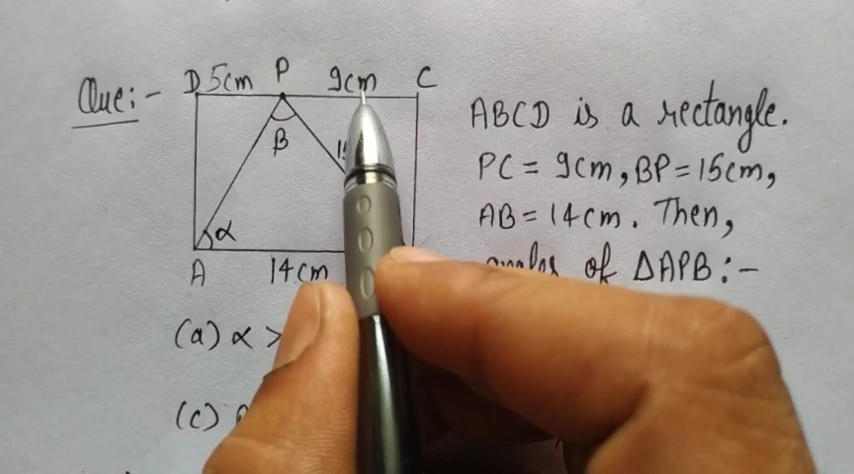 Que:- D 5cm P 9cm C
β
α
A 14cm
ABCD is a rectangle.
PC = 9cm, BP = 15cm,
AB = 14cm. Then,
of ΔAPB :-
(a) α >
(c)